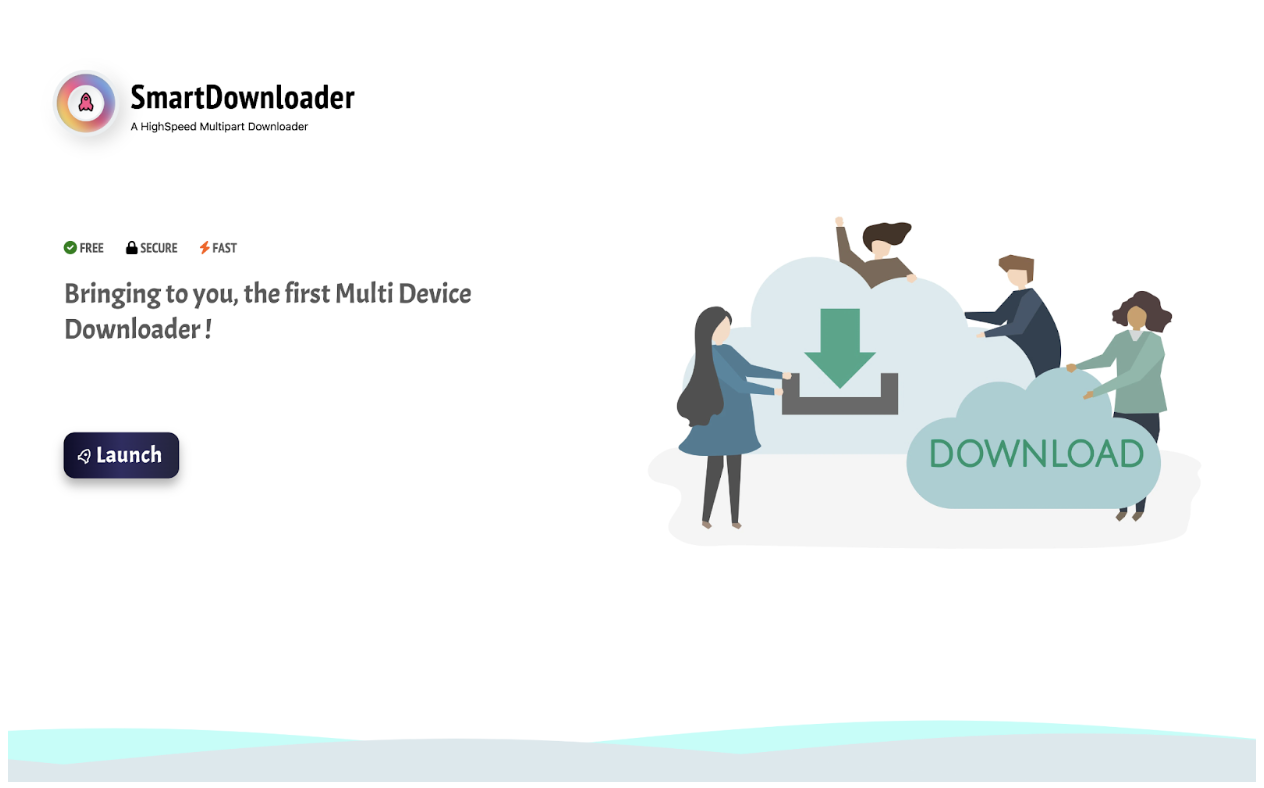 SmartDownloader
A HighSpeed Multipart Downloader
FREE SECURE FAST
Bringing to you, the first Multi Device
Downloader !
Launch
DOWNLOAD